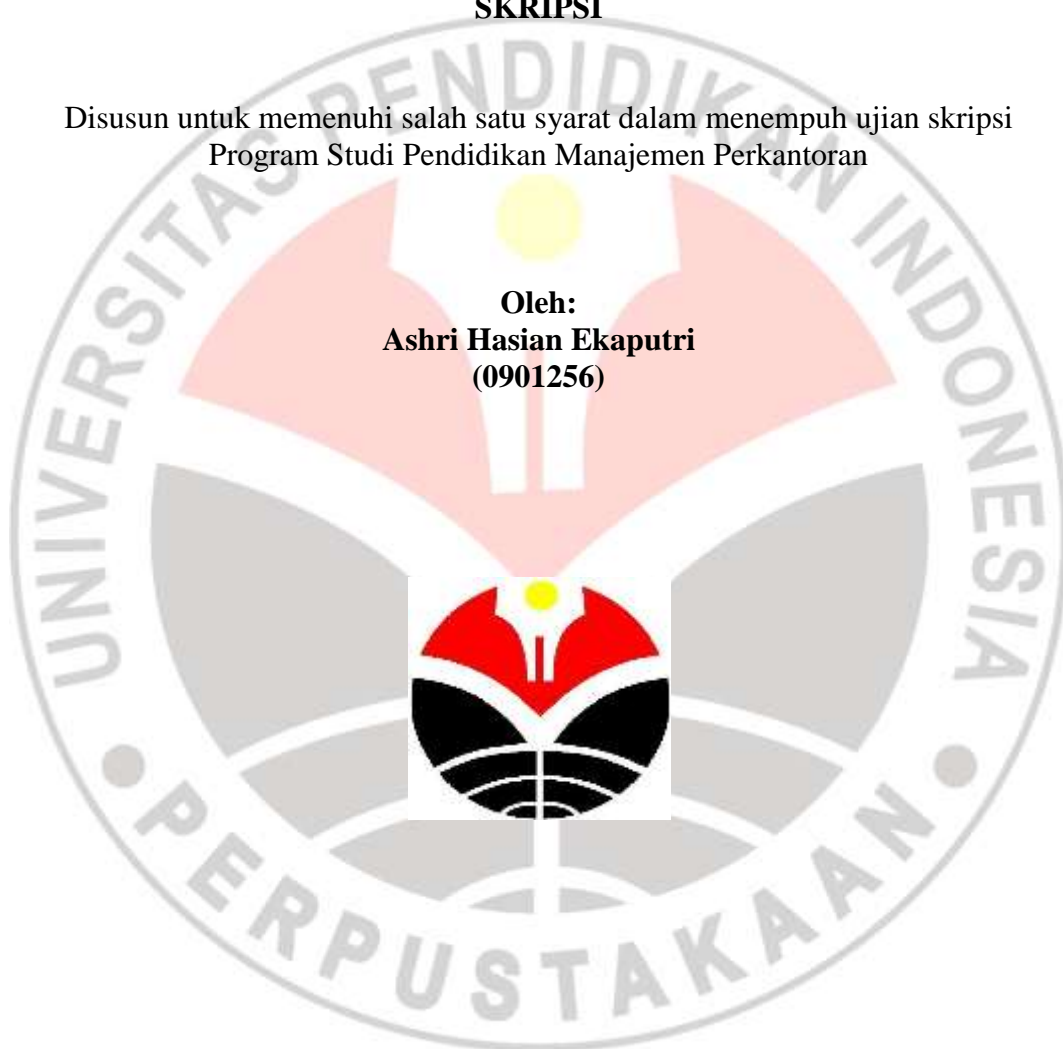 SKRIPSI
Disusun untuk memenuhi salah satu syarat dalam menempuh ujian skripsi
Program Studi Pendidikan Manajemen Perkantoran
Oleh:
Ashri Hasian Ekaputri
(0901256)
UNIVERSITAS PENDIDIKAN INDONESIA
PERPUSTAKAAN